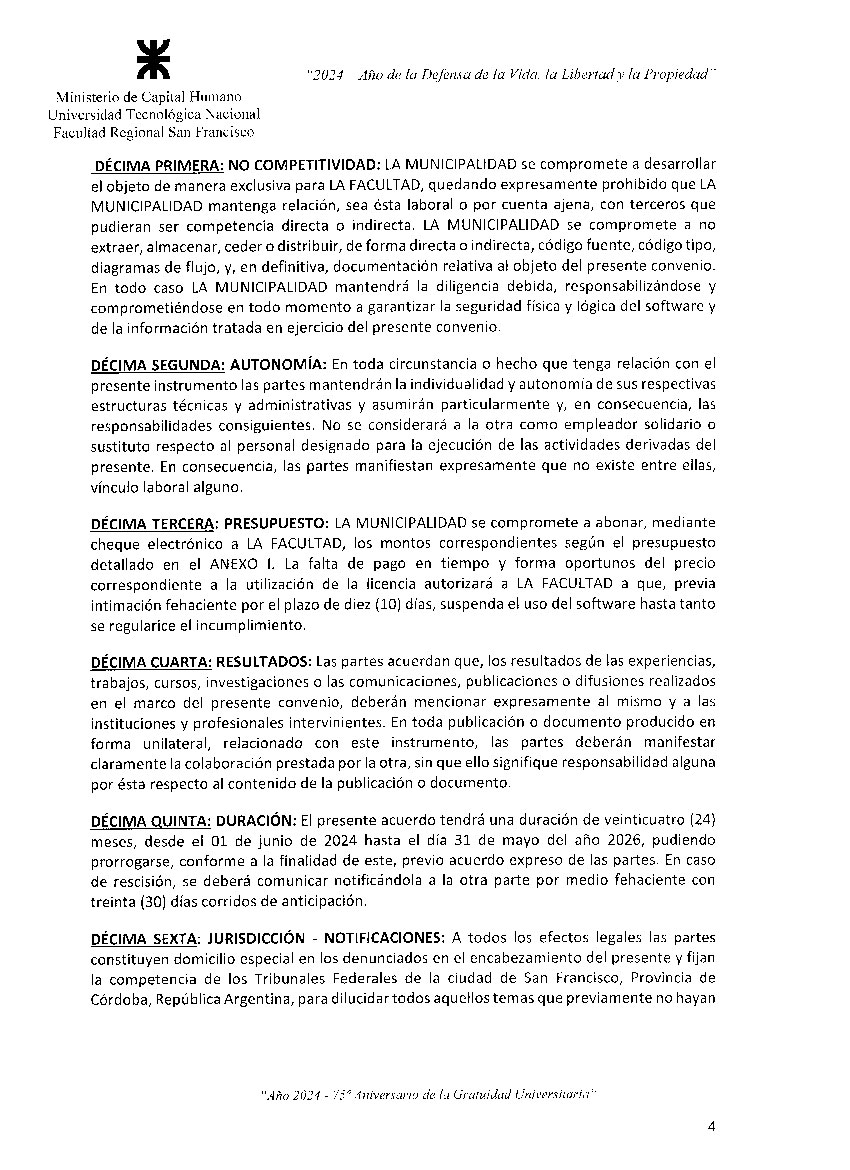 "2024 Año de la Defensa de la Vida, la Libertad y la Propiedad"
Ministerio de Capital Humano
Universidad Tecnológica Nacional
Facultad Regional San Francisco
DÉCIMA PRIMERA: NO COMPETITIVIDAD: LA MUNICIPALIDAD se compromete a desarrollar
el objeto de manera exclusiva para LA FACULTAD, quedando expresamente prohibido que LA
MUNICIPALIDAD mantenga relación, sea ésta laboral o por cuenta ajena, con terceros que
pudieran ser competencia directa o indirecta. LA MUNICIPALIDAD se compromete a no
extraer, almacenar, ceder o distribuir, de forma directa o indirecta, código fuente, código tipo,
diagramas de flujo, y, en definitiva, documentación relativa al objeto del presente convenio.
En todo caso LA MUNICIPALIDAD mantendrá la diligencia debida, responsabilizándose y
comprometiéndose en todo momento a garantizar la seguridad física y lógica del software y
de la información tratada en ejercicio del presente convenio.
DÉCIMA SEGUNDA: AUTONOMÍA: En toda circunstancia o hecho que tenga relación con el
presente instrumento las partes mantendrán la individualidad y autonomía de sus respectivas
estructuras técnicas y administrativas y asumirán particularmente y, en consecuencia, las
responsabilidades consiguientes. No se considerará a la otra como empleador solidario o
sustituto respecto al personal designado para la ejecución de las actividades derivadas del
presente. En consecuencia, las partes manifiestan expresamente que no existe entre ellas,
vínculo laboral alguno.
DÉCIMA TERCERA: PRESUPUESTO: LA MUNICIPALIDAD se compromete a abonar, mediante
cheque electrónico a LA FACULTAD, los montos correspondientes según el presupuesto
detallado en el ANEXO I. La falta de pago en tiempo y forma oportunos del precio
correspondiente a la utilización de la licencia autorizará a LA FACULTAD a que, previa
intimación fehaciente por el plazo de diez (10) días, suspenda el uso del software hasta tanto
se regularice el incumplimiento.
DÉCIMA CUARTA: RESULTADOS: Las partes acuerdan que, los resultados de las experiencias,
trabajos, cursos, investigaciones o las comunicaciones, publicaciones o difusiones realizados
en el marco del presente convenio, deberán mencionar expresamente al mismo y a las
instituciones y profesionales intervinientes. En toda publicación o documento producido en
forma unilateral, relacionado con este instrumento, las partes deberán manifestar
claramente la colaboración prestada por la otra, sin que ello signifique responsabilidad alguna
por ésta respecto al contenido de la publicación o documento.
DÉCIMA QUINTA: DURACIÓN: El presente acuerdo tendrá una duración de veinticuatro (24)
meses, desde el 01 de junio de 2024 hasta el día 31 de mayo del año 2026, pudiendo
prorrogarse, conforme a la finalidad de este, previo acuerdo expreso de las partes. En caso
de rescisión, se deberá comunicar notificándola a la otra parte por medio fehaciente con
treinta (30) días corridos de anticipación.
DÉCIMA SEXTA: JURISDICCIÓN - NOTIFICACIONES: A todos los efectos legales las partes
constituyen domicilio especial en los denunciados en el encabezamiento del presente y fijan
la competencia de los Tribunales Federales de la ciudad de San Francisco, Provincia de
Córdoba, República Argentina, para dilucidar todos aquellos temas que previamente no hayan
"Año 2024 - 75° Aniversario de la Gratuidad Universitaria"
4